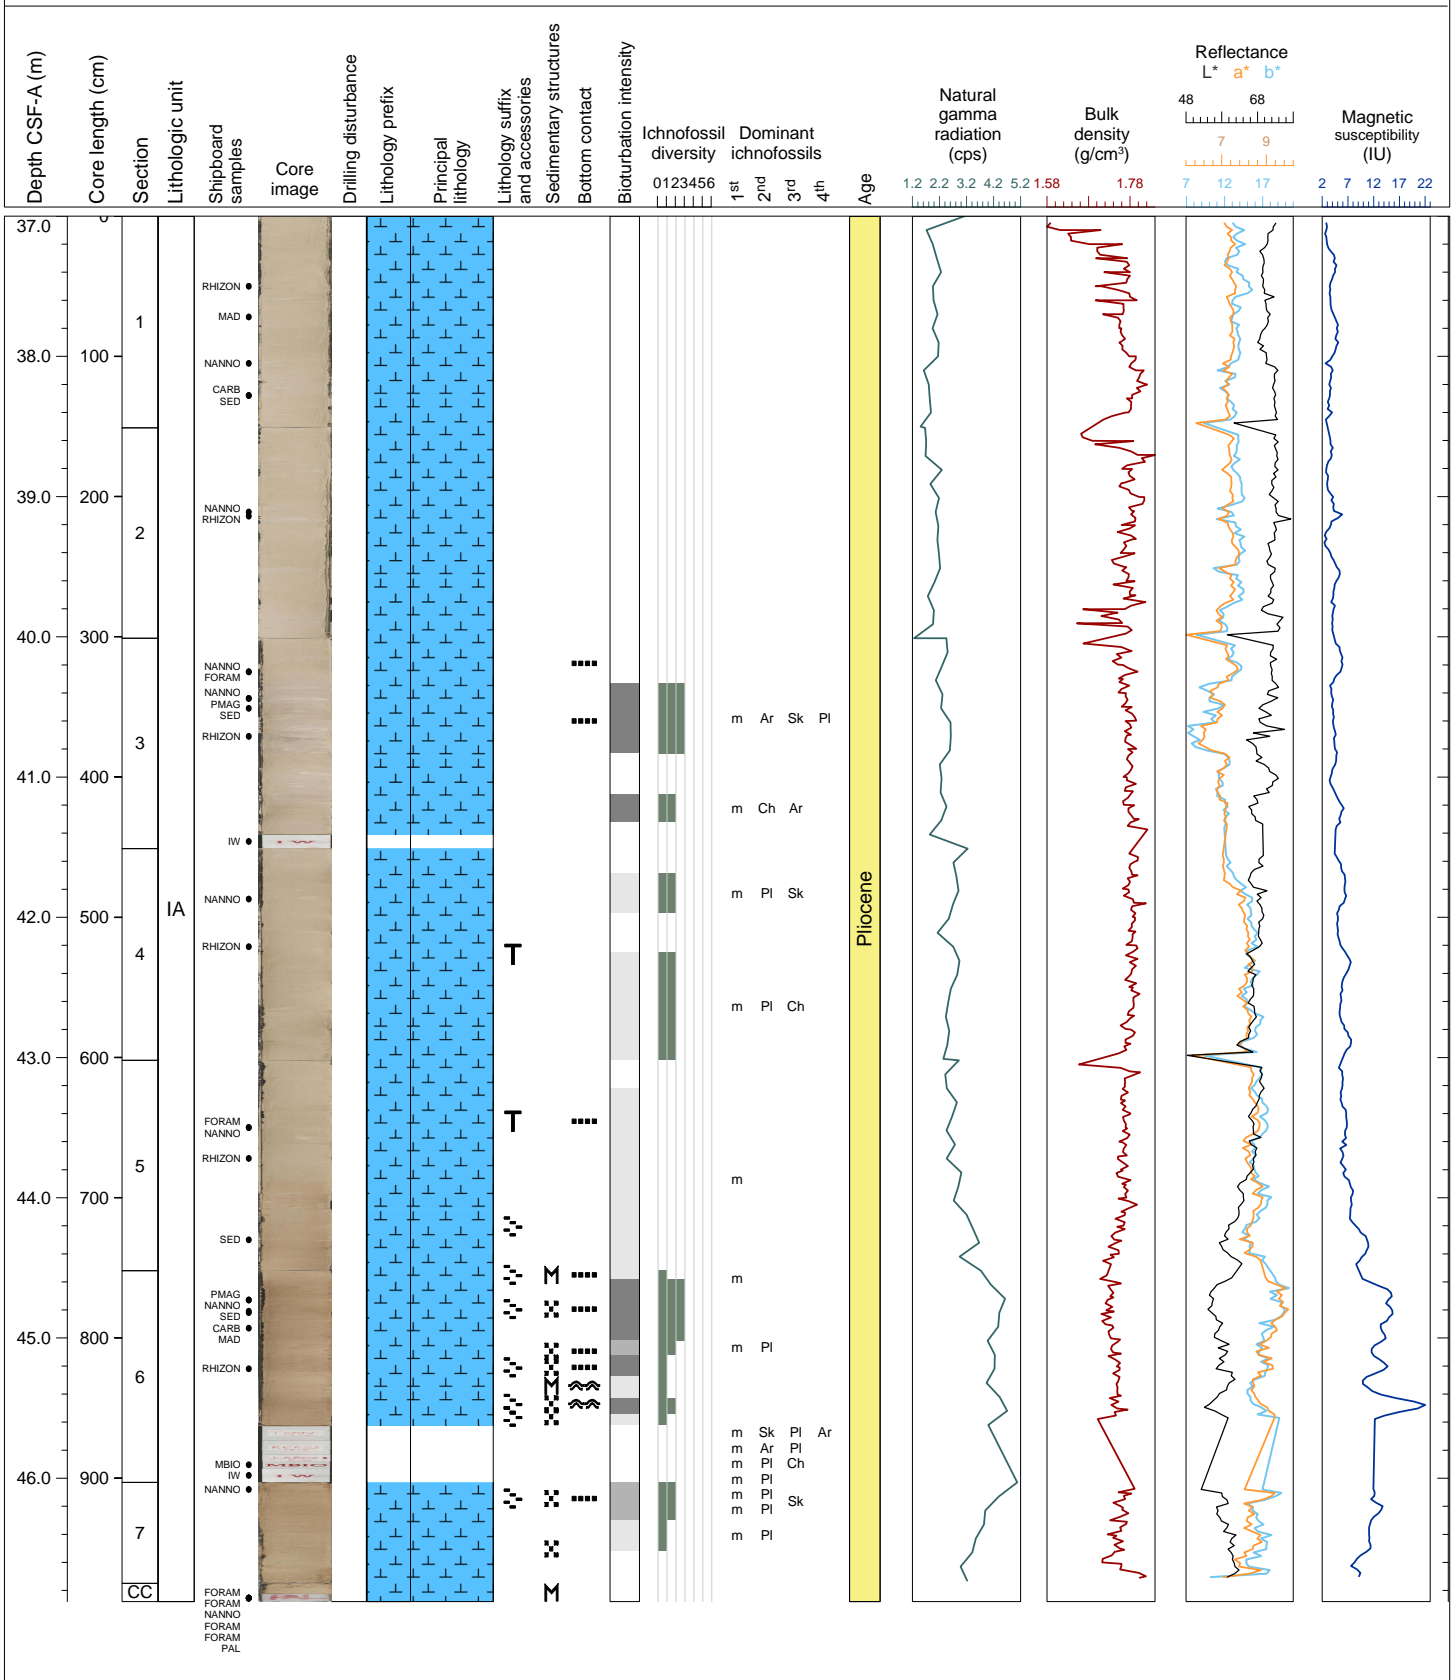 Depth CSF-A (m)
Core length (cm)
Section
Lithologic unit
Shipboard samples
Core image
Drilling disturbance
Lithology prefix
Principal lithology
Lithology suffix and accessories
Sedimentary structures
Bottom contact
Bioturbation intensity
Ichnofossil diversity
0123456
Dominant ichnofossils
1st 2nd 3rd 4th
Age
Natural gamma radiation (cps)
1.2 2.2 3.2 4.2 5.2
Bulk density (g/cm³)
1.58 1.78
Reflectance
L* a* b*
48 68
7 9
7 12 17
Magnetic susceptibility (IU)
2 7 12 17 22
37.0 0
RHIZON
MAD
1
38.0 100
NANNO
CARB
SED
39.0 200
NANNO
RHIZON
2
40.0 300
NANNO
FORAM
NANNO
PMAG
SED
m Ar Sk Pl
RHIZON
3
41.0 400
m Ch Ar
IW
I W
NANNO
m Pl Sk
IA
42.0 500
Pliocene
RHIZON
4
T
m Pl Ch
43.0 600
FORAM
NANNO
T
RHIZON
5
m
44.0 700
SED
M
m
PMAG
NANNO
SED
CARB
MAD
45.0 800
m Pl
RHIZON
6
M
m Sk Pl Ar
m Ar Pl
MBIO
MBIO
m Pl Ch
IW
I W
46.0 900
m Pl
NANNO
m Pl
Sk
m Pl
7
m Pl
CC
M
FORAM
FORAM
NANNO
FORAM
FORAM
PAL